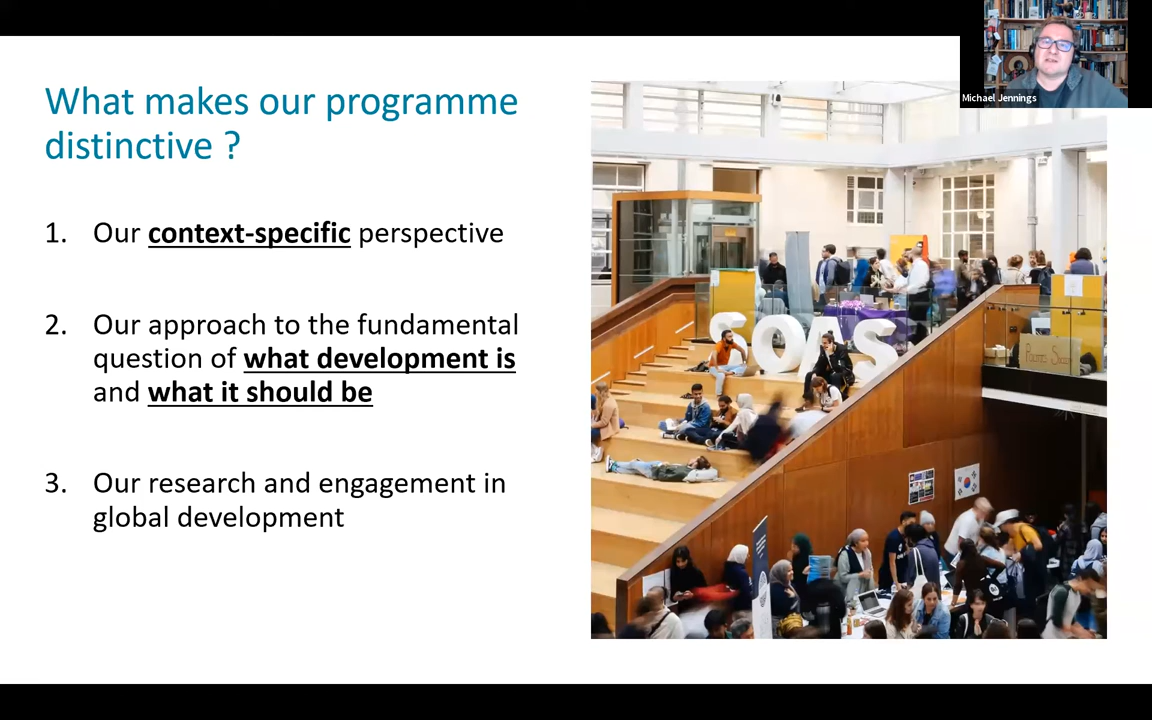 Michael Jennings
What makes our programme
distinctive ?
1. Our context-specific perspective
2. Our approach to the fundamental
question of what development is
and what it should be
3. Our research and engagement in
global development
SOAS